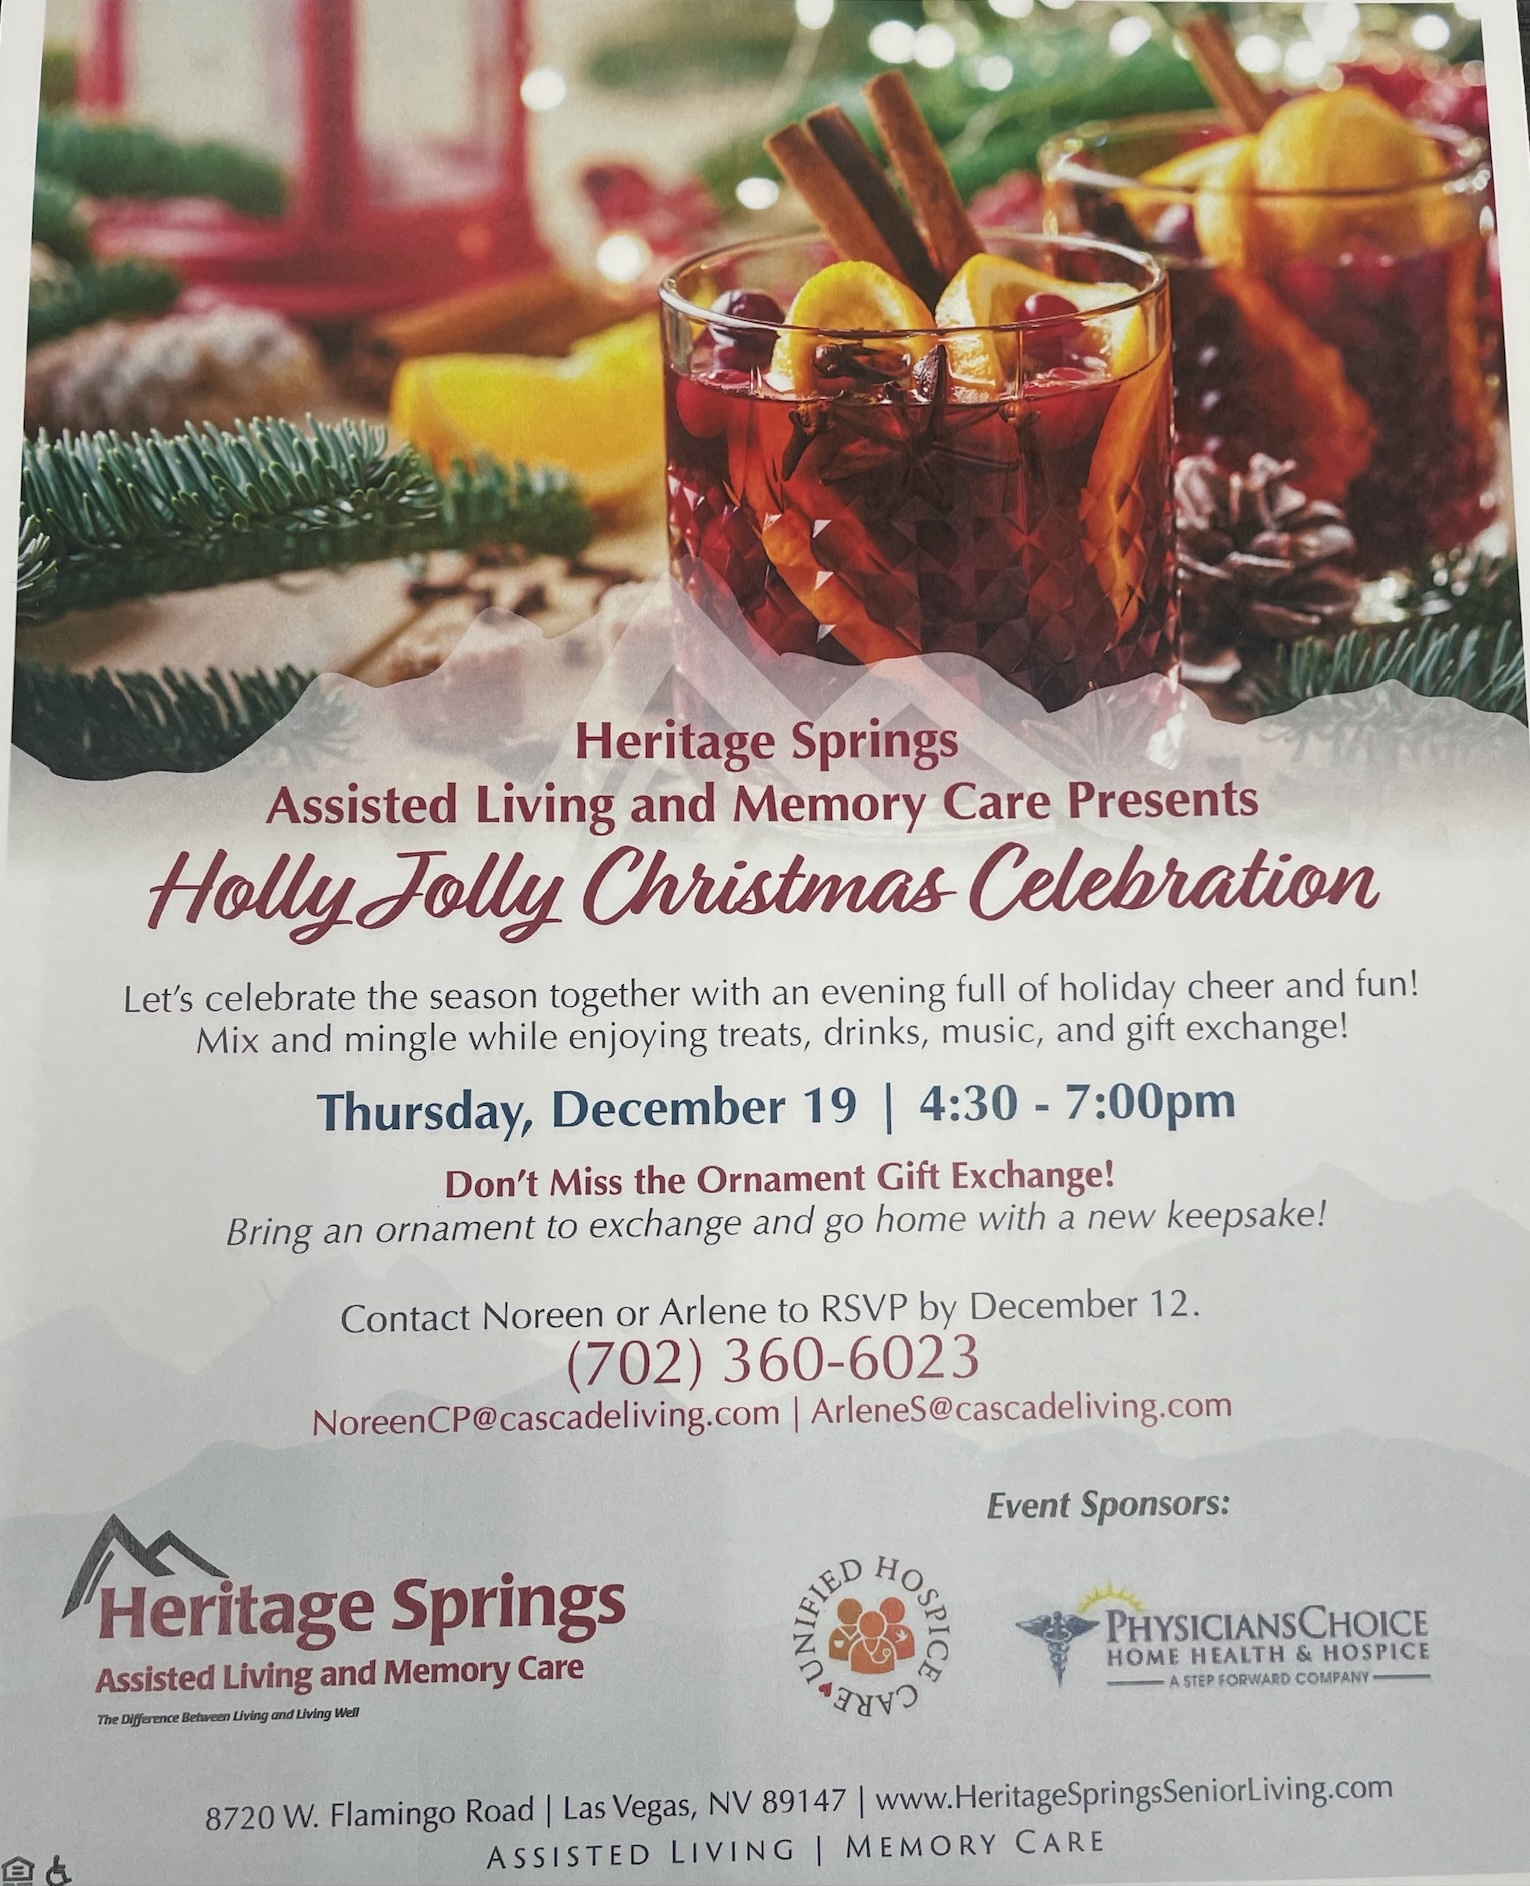 Heritage Springs
Assisted Living and Memory Care Presents
Holly Jolly Christmas Celebration
Let's celebrate the season together with an evening full of holiday cheer and fun!
Mix and mingle while enjoying treats, drinks, music, and gift exchange!
Thursday, December 19 | 4:30 - 7:00pm
Don't Miss the Ornament Gift Exchange!
Bring an ornament to exchange and go home with a new keepsake!
Contact Noreen or Arlene to RSVP by December 12.
(702) 360-6023
NoreenCP@cascadeliving.com | ArleneS@cascadeliving.com
Event Sponsors:
Heritage Springs
Assisted Living and Memory Care
The Difference Between Living and Living Well
UNIFIED HOSPICE CARE
PHYSICIANSCHOICE
HOME HEALTH & HOSPICE
A STEP FORWARD COMPANY
8720 W. Flamingo Road | Las Vegas, NV 89147 | www.HeritageSpringsSeniorLiving.com
ASSISTED LIVING | MEMORY CARE